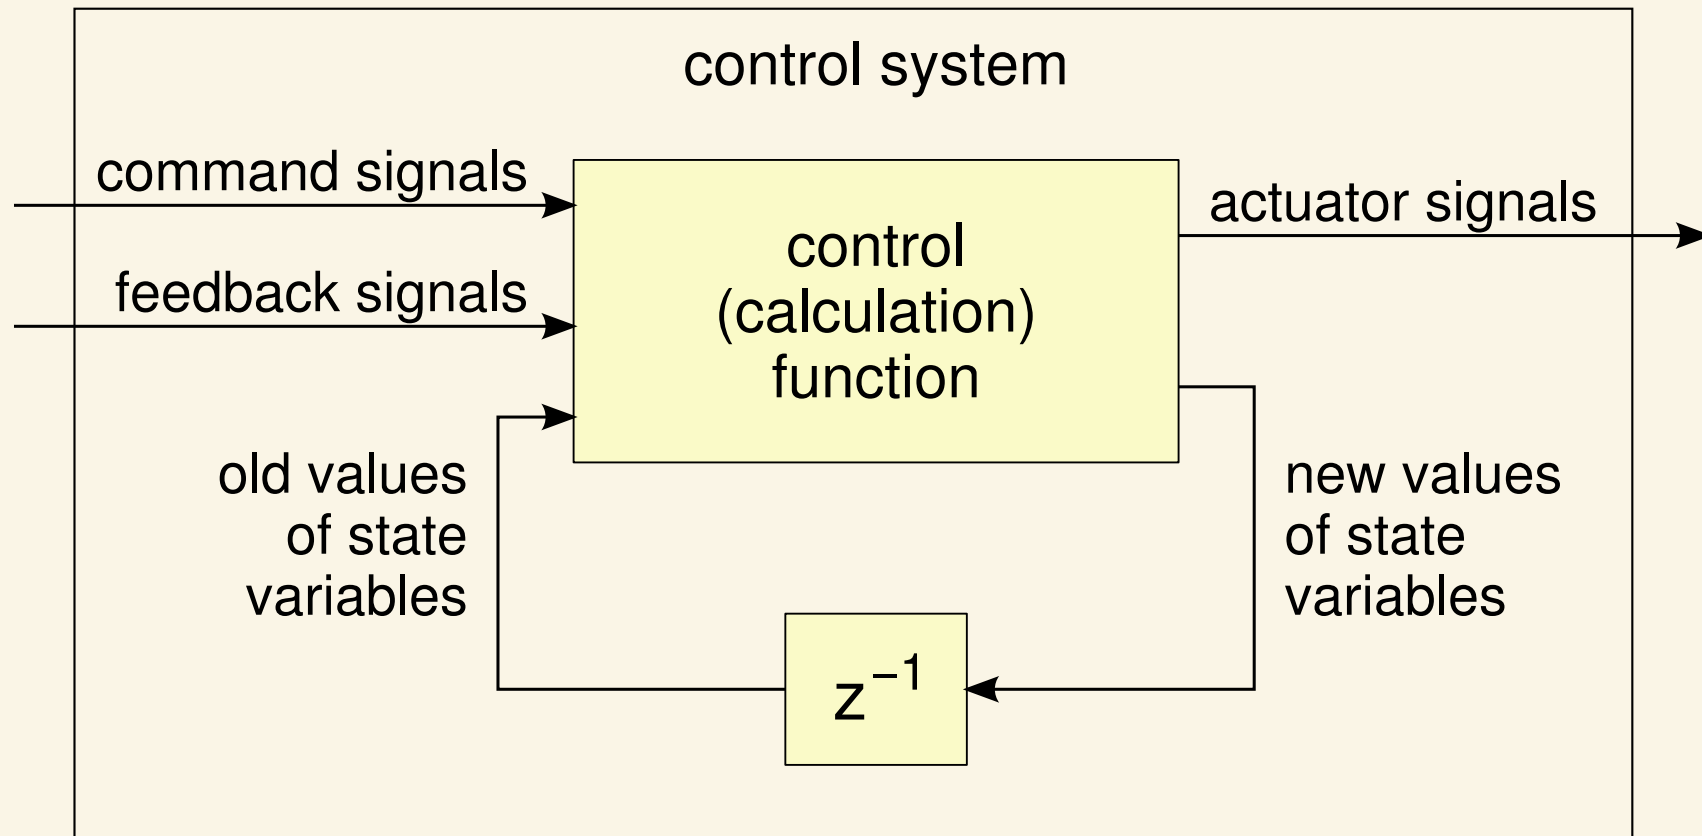 control system
command signals
actuator signals
feedback signals
control
(calculation)
function
old values
of state
variables
new values
of state
variables
z⁻¹